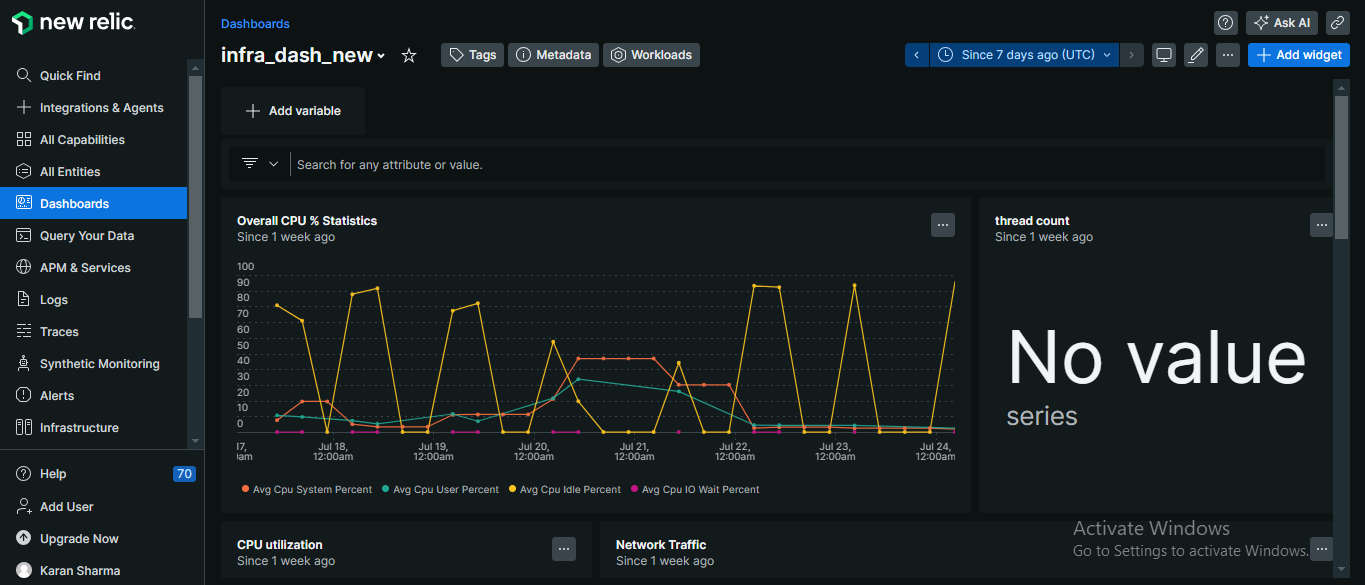 new relic
Quick Find
Integrations & Agents
All Capabilities
All Entities
Dashboards
Query Your Data
APM & Services
Logs
Traces
Synthetic Monitoring
Alerts
Infrastructure
Help 70
Add User
Upgrade Now
Karan Sharma
Dashboards
Ask AI
infra_dash_new
Tags
Metadata
Workloads
Since 7 days ago (UTC)
Add widget
Add variable
Search for any attribute or value.
Overall CPU % Statistics
Since 1 week ago
100
90
80
70
60
50
40
30
20
10
0
17, Jul 18, Jul 19, Jul 20, Jul 21, Jul 22, Jul 23, Jul 24,
12:00am 12:00am 12:00am 12:00am 12:00am 12:00am 12:00am
Avg Cpu System Percent Avg Cpu User Percent Avg Cpu Idle Percent Avg Cpu IO Wait Percent
thread count
Since 1 week ago
No value
series
CPU utilization
Since 1 week ago
Network Traffic
Since 1 week ago
Activate Windows
Go to Settings to activate Windows.